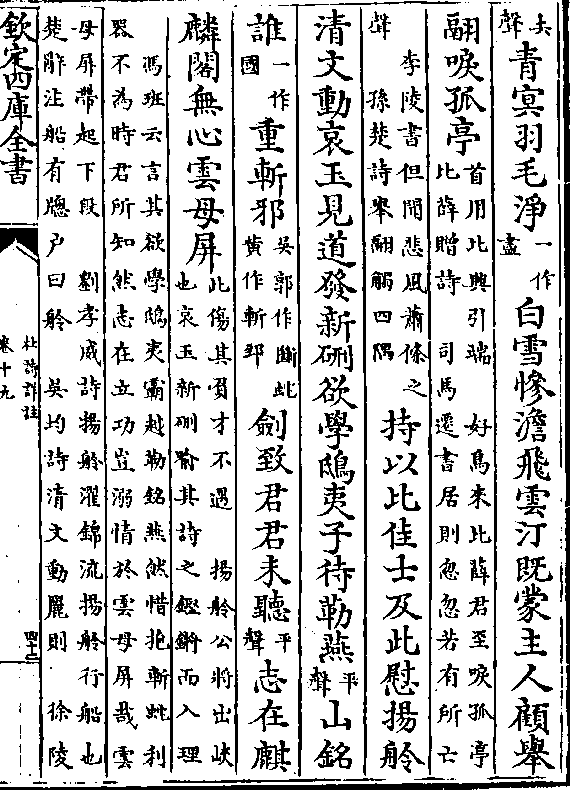 去聲青冥羽毛淨一作盡白雪慘澹飛雲汀既蒙主人顧舉
翮唳孤亭首用比興引端　好鳥來比薛君至唳孤亭比薛贈詩　司馬遷書居則忽忽若有所亡
李陵書但聞悲風蕭條之聲　孫楚詩舉翮觸四隅持以比佳士及此慰揚舲
清文動哀玉見道發新硎欲學鴟夷子待勒燕平聲山銘
誰一作國重斬邪吳郭作斷蛇黃作斬郅劍致君君未聽平聲志在麒
麟閣無心雲母屏此傷其負才不遇　揚舲公將出峽也哀玉新硎喻其詩之鏗鏘而入理
馮班云言其欲學鴟夷霸越勒銘燕然惜抱斬蛇利
器不為時君所知然志在立功豈溺情於雲母屏哉雲
母屏帶起下段　劉孝威詩揚舲濯錦流揚舲行船也
楚辭注船有牕户曰舲　吳均詩清文動麗則　徐陵
欽定四庫全書
杜詩詳註
卷十九
四十二